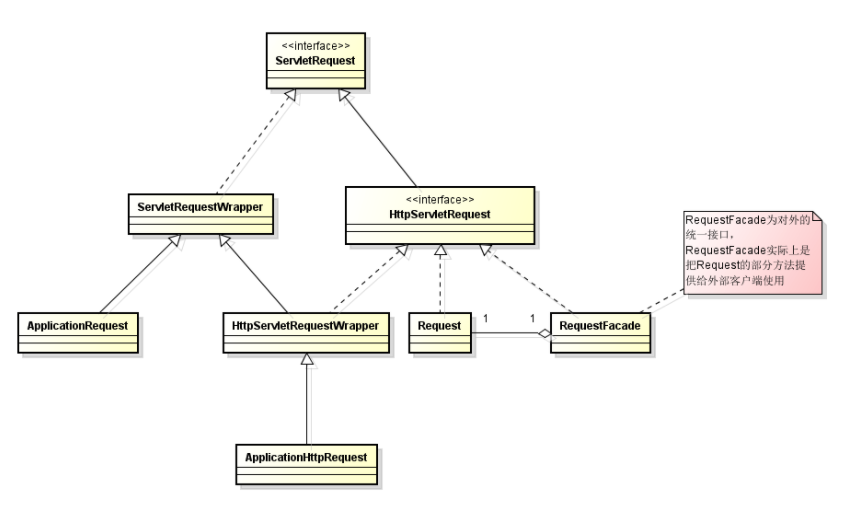 <<interface>>
ServletRequest
ServletRequestWrapper
<<interface>>
HttpServletRequest
RequestFacade为对外的
统一接口，
RequestFacade实际上是
把Request的部分方法提
供给外部客户端使用
ApplicationRequest
HttpServletRequestWrapper
Request
1
1
RequestFacade
ApplicationHttpRequest